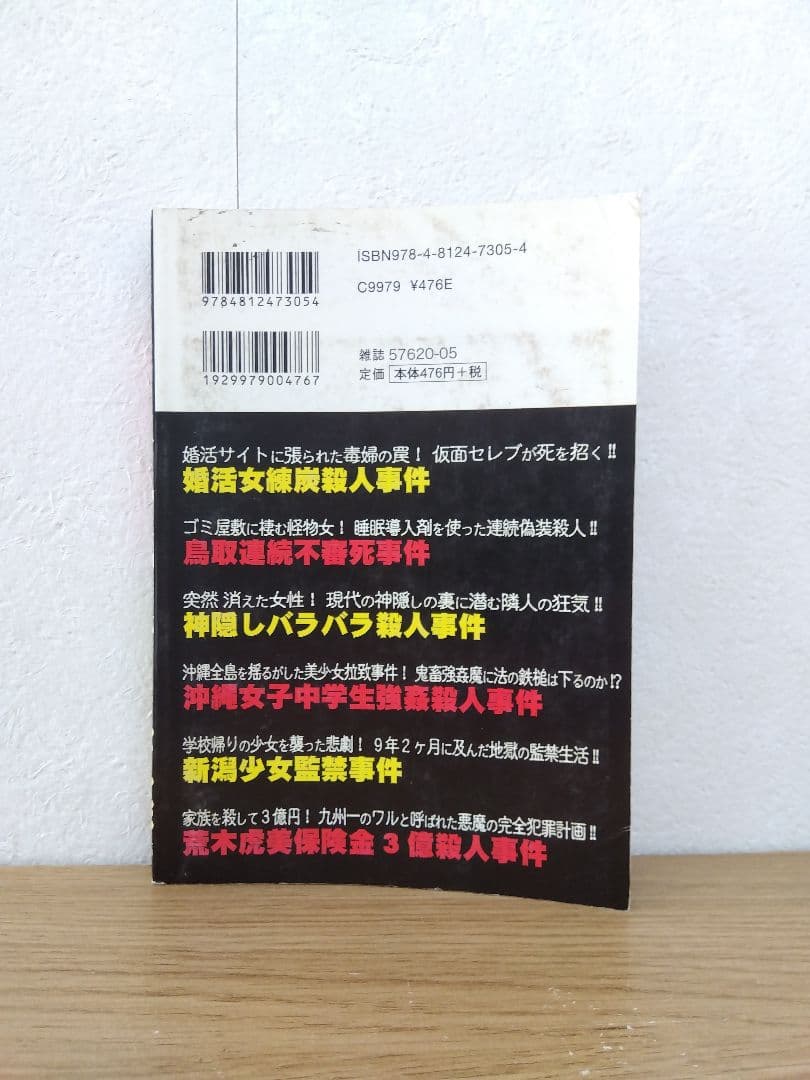 ISBN978-4-8124-7305-4
9784812473054
C9979 ¥476E
雑誌 57620-05
1929979004767
定価 本体476円+税
婚活サイトに張られた毒婦の罠! 仮面セレブが死を招く!!
婚活女練炭殺人事件
ゴミ屋敷に棲む怪物女! 睡眠導入剤を使った連続偽装殺人!!
鳥取連続不審死事件
突然 消えた女性! 現代の神隠しの裏に潜む隣人の狂気!!
神隠しバラバラ殺人事件
沖縄全島を揺るがした美少女拉致事件! 鬼畜強姦魔に法の鉄槌は下るのか!?
沖縄女子中学生強姦殺人事件
学校帰りの少女を襲った悲劇! 9年2ヶ月に及んだ地獄の監禁生活!!
新潟少女監禁事件
家族を殺して3億円! 九州一のワルと呼ばれた悪魔の完全犯罪計画!!
荒木虎美保険金3億殺人事件